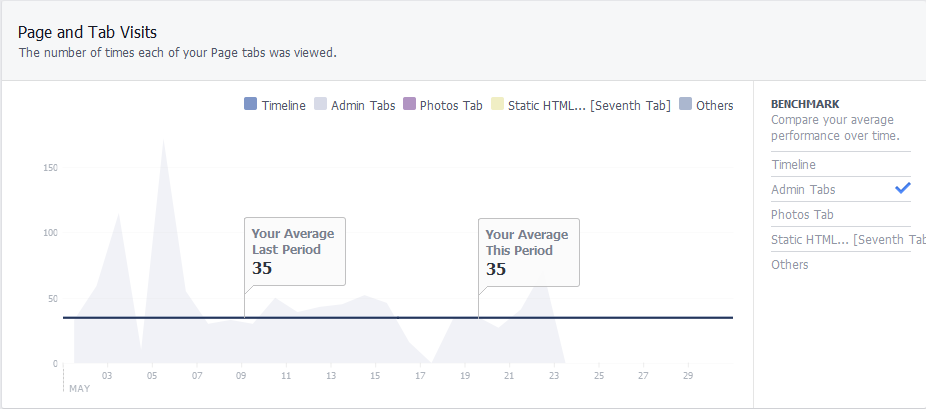 Page and Tab Visits
The number of times each of your Page tabs was viewed.
Timeline Admin Tabs Photos Tab Static HTML... [Seventh Tab] Others
BENCHMARK
Compare your average
performance over time.
Timeline
Admin Tabs
Photos Tab
Static HTML... [Seventh Tab
Others
150
100
50
0
Your Average
Last Period
35
Your Average
This Period
35
03 05 07 09 11 13 15 17 19 21 23 25 27 29
MAY